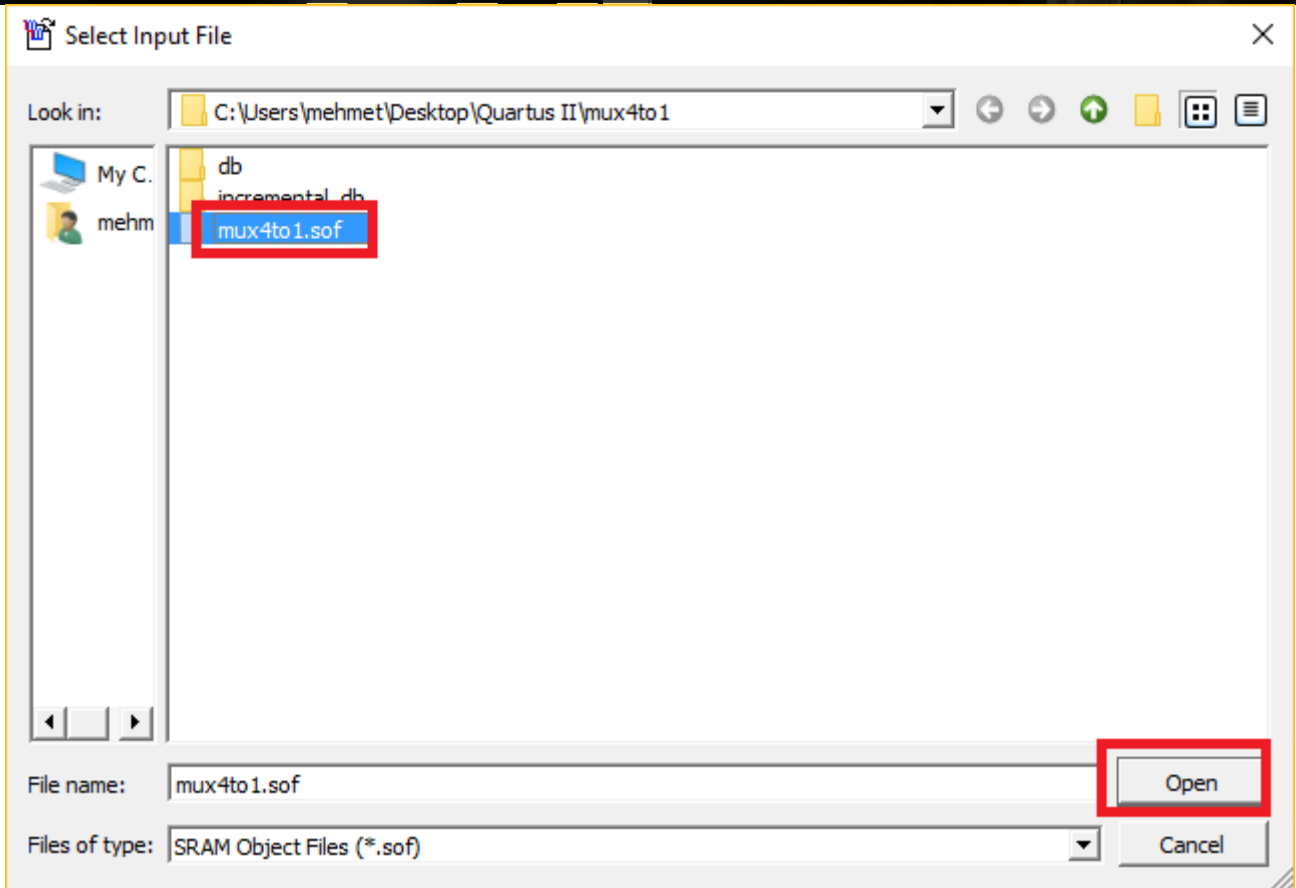 Select Input File
Look in: C:\Users\mehmet\Desktop\Quartus II\mux4to1
My C.
mehm
db
incremental_db
mux4to1.sof
File name: mux4to1.sof Open
Files of type: SRAM Object Files (*.sof) Cancel